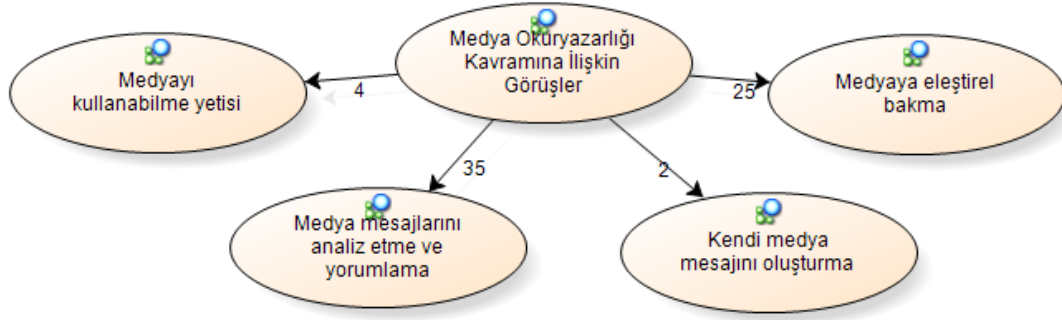 Medya Okuryazarlığı
Kavramına İlişkin
Görüşler
Medyayı
kullanabilme yetisi
4
25
Medyaya eleştirel
bakma
35
2
Medya mesajlarını
analiz etme ve
yorumlama
Kendi medya
mesajını oluşturma